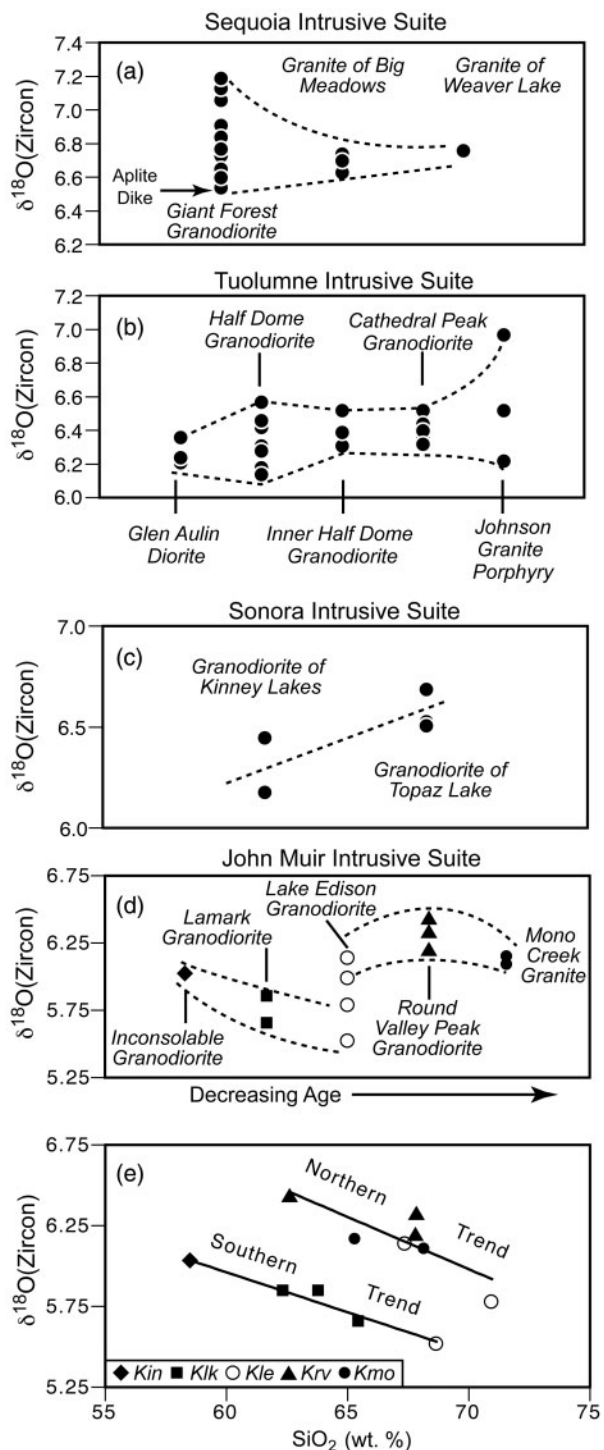 Sequoia Intrusive Suite
7.4
(a)
Granite of Big
Meadows
Granite of
Weaver Lake
7.2
7.0
6.8
6.6
Aplite
Dike
6.4
Giant Forest
Granodiorite
6.2
δ18O(Zircon)
Tuolumne Intrusive Suite
7.2
(b)
Half Dome
Granodiorite
Cathedral Peak
Granodiorite
7.0
6.8
6.6
6.4
6.2
6.0
δ18O(Zircon)
Glen Aulin
Diorite
Inner Half Dome
Granodiorite
Johnson
Granite
Porphyry
Sonora Intrusive Suite
7.0
(c)
Granodiorite of
Kinney Lakes
6.5
Granodiorite of
Topaz Lake
6.0
δ18O(Zircon)
John Muir Intrusive Suite
6.75
(d)
Lake Edison
Granodiorite
Lamark
Granodiorite
Mono
Creek
Granite
6.25
5.75
Inconsolable
Granodiorite
Round
Valley Peak
Granodiorite
5.25
δ18O(Zircon)
Decreasing Age
6.75
(e)
Northern
Trend
6.25
Southern
Trend
5.75
Kin Klk Kle Krv Kmo
5.25
δ18O(Zircon)
55 60 65 70 75
SiO2 (wt. %)